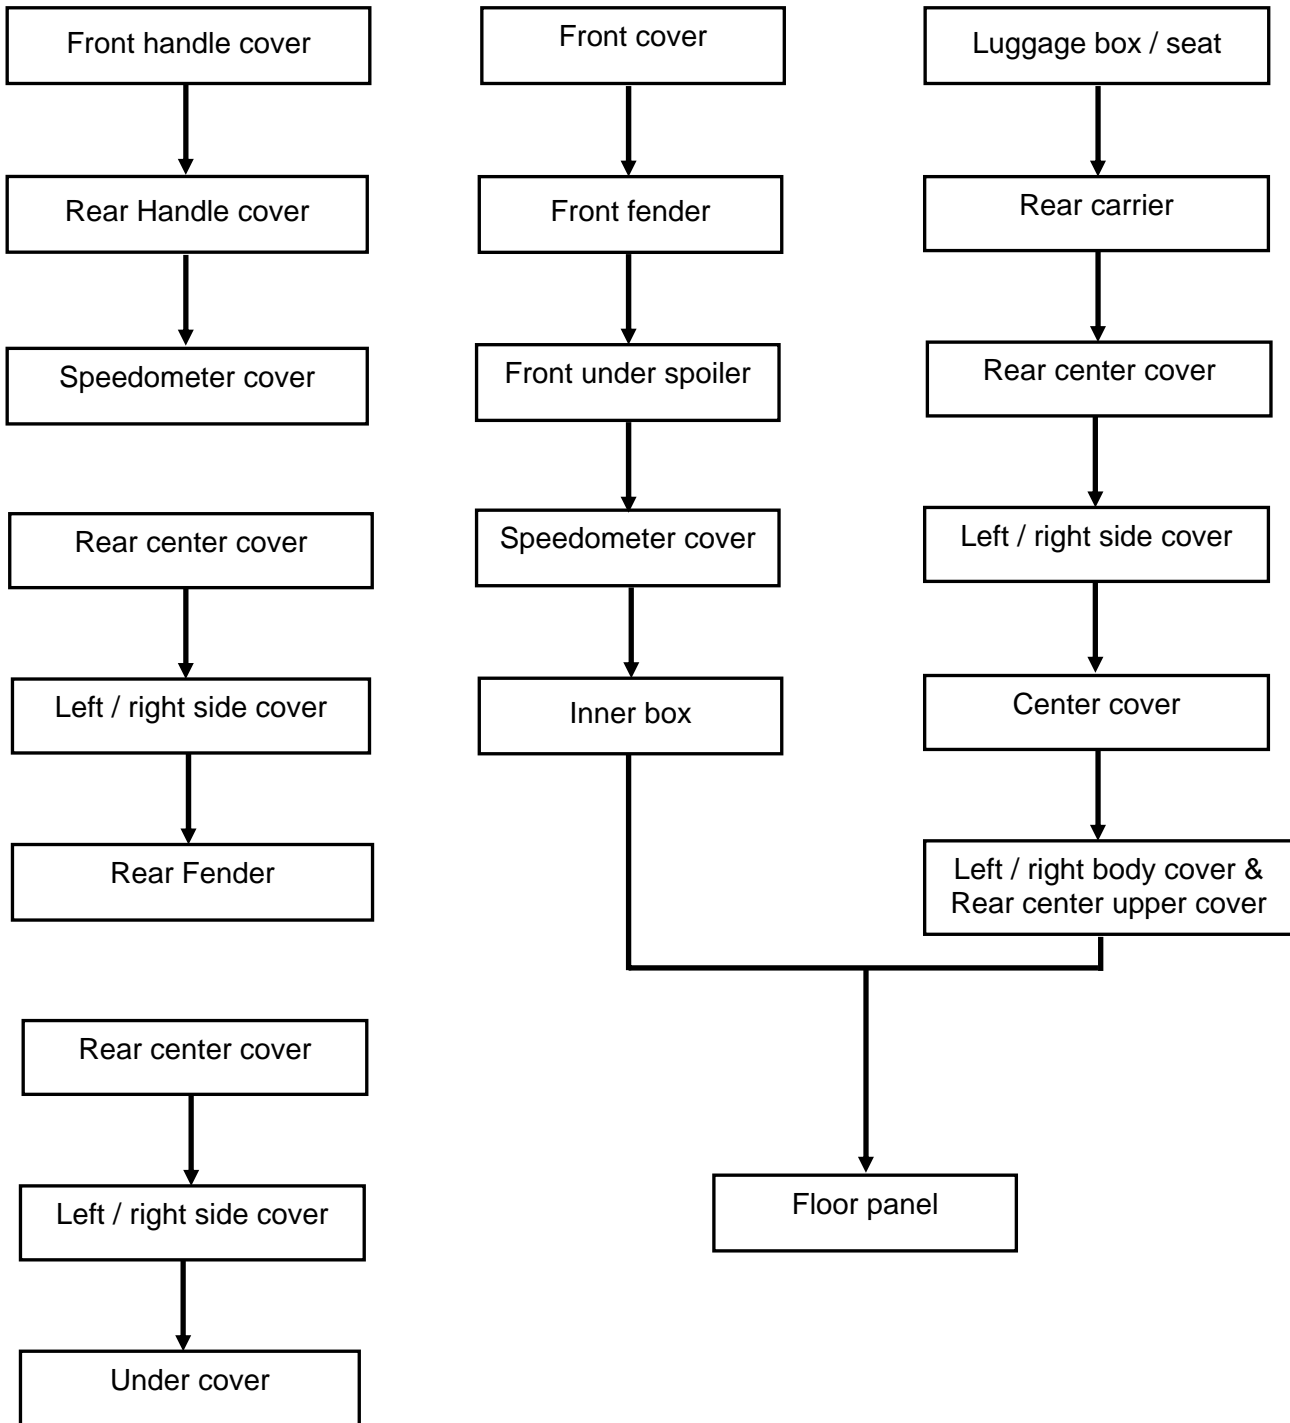 Front handle cover
Rear Handle cover
Speedometer cover
Rear center cover
Left / right side cover
Rear Fender
Rear center cover
Left / right side cover
Under cover
Front cover
Front fender
Front under spoiler
Speedometer cover
Inner box
Luggage box / seat
Rear carrier
Rear center cover
Left / right side cover
Center cover
Left / right body cover &
Rear center upper cover
Floor panel